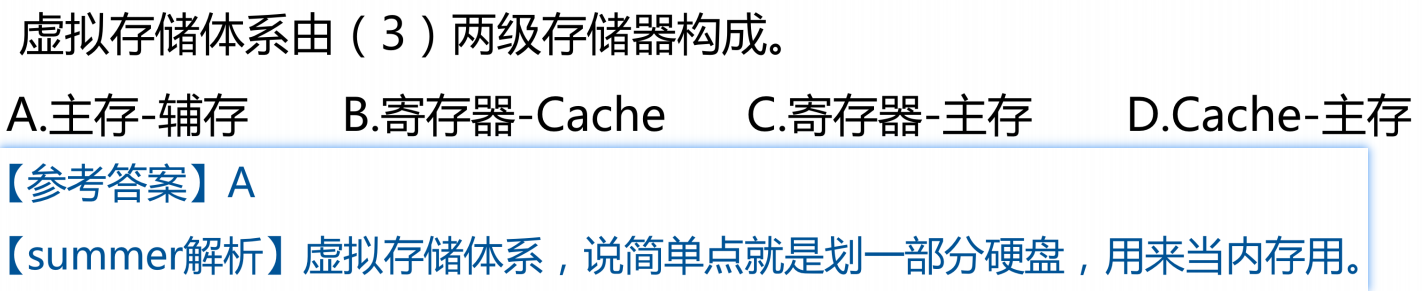 虚拟存储体系由（3）两级存储器构成。
A.主存-辅存 B.寄存器-Cache C.寄存器-主存 D.Cache-主存
【参考答案】A
【summer解析】虚拟存储体系，说简单点就是划一部分硬盘，用来当内存用。